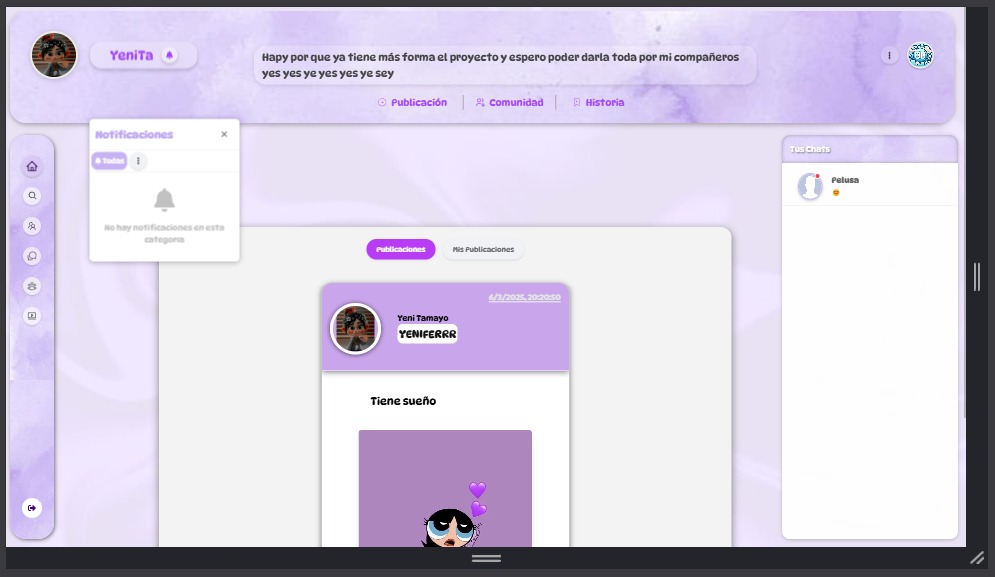 YeniTa
Hapy por que ya tiene más forma el proyecto y espero poder darla toda por mi compañeros
yes yes ye yes yes ye sey
Publicación
Comunidad
Historia
Notificaciones
Todas
No hay notificaciones en esta
categoría
Tus Chats
Pelusa
Publicaciones
Mis Publicaciones
6/3/2025, 20:20:50
Yeni Tamayo
YENIFERRR
Tiene sueño